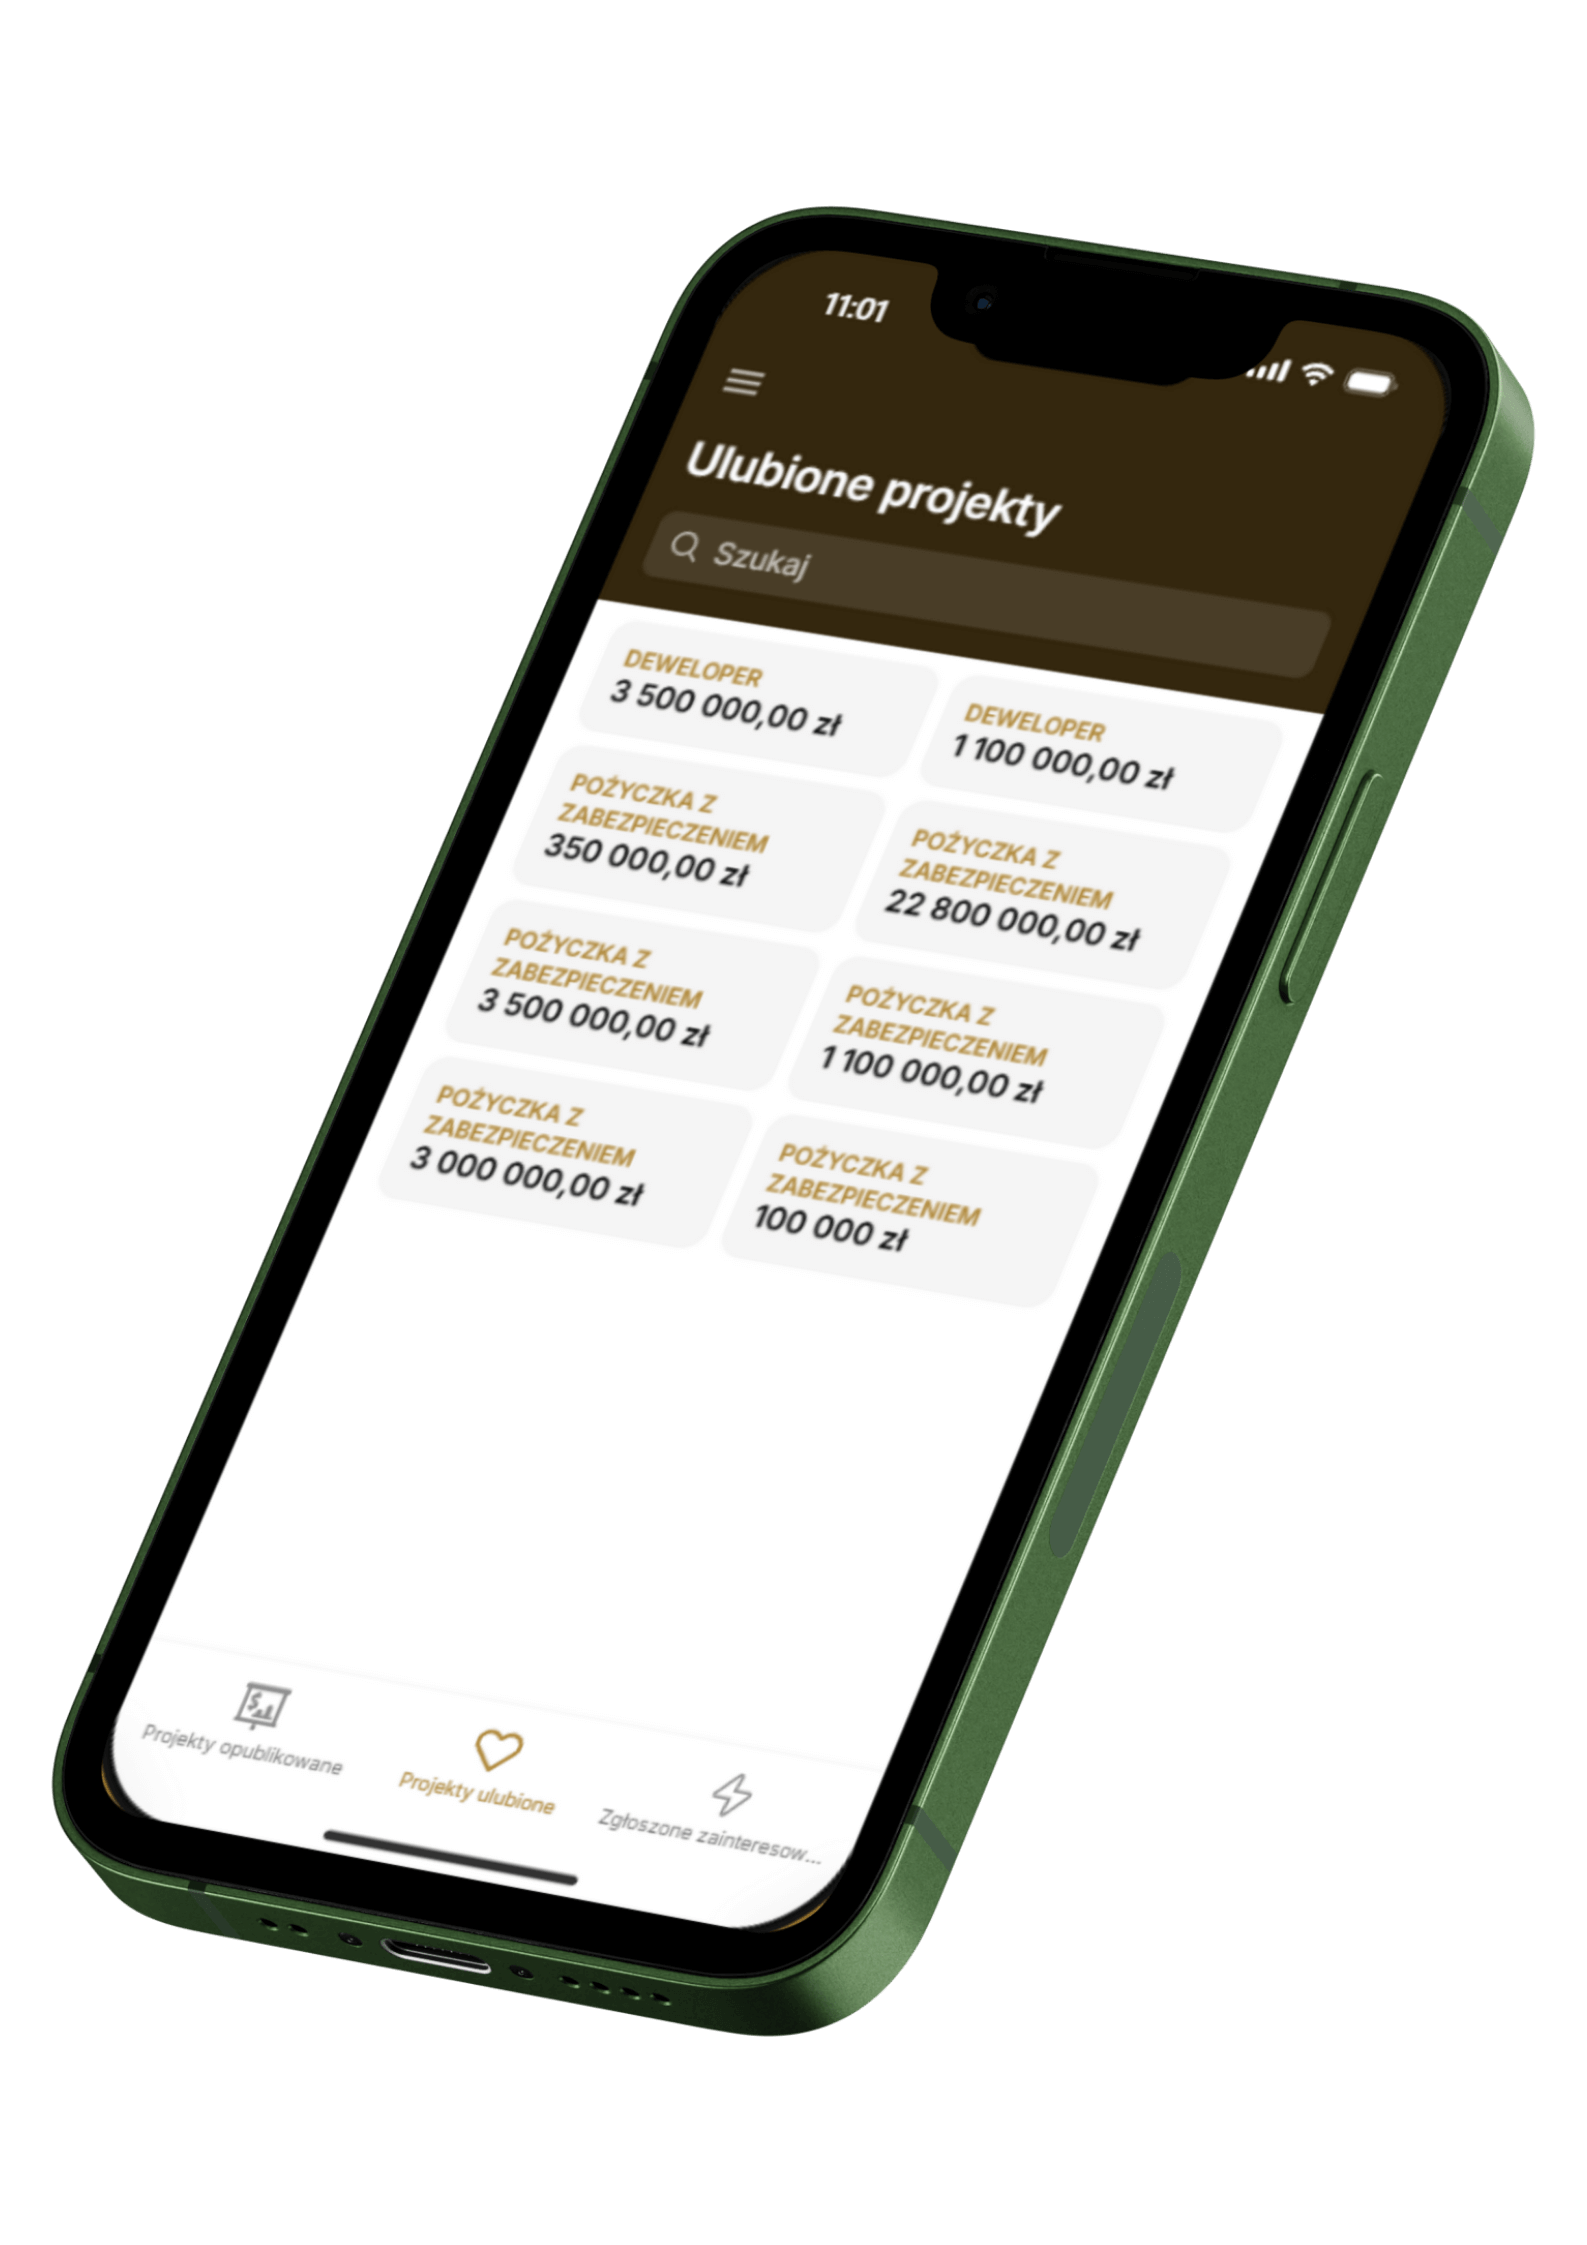 11:01
Ulubione projekty
Szukaj
DEWELOPER
3 500 000,00 zł
DEWELOPER
1 100 000,00 zł
POŻYCZKA Z
ZABEZPIECZENIEM
350 000,00 zł
POŻYCZKA Z
ZABEZPIECZENIEM
22 800 000,00 zł
POŻYCZKA Z
ZABEZPIECZENIEM
3 500 000,00 zł
POŻYCZKA Z
ZABEZPIECZENIEM
1 100 000,00 zł
POŻYCZKA Z
ZABEZPIECZENIEM
3 000 000,00 zł
POŻYCZKA Z
ZABEZPIECZENIEM
100 000 zł
Projekty opublikowane
Projekty ulubione
Zgłoszone zainteresow...